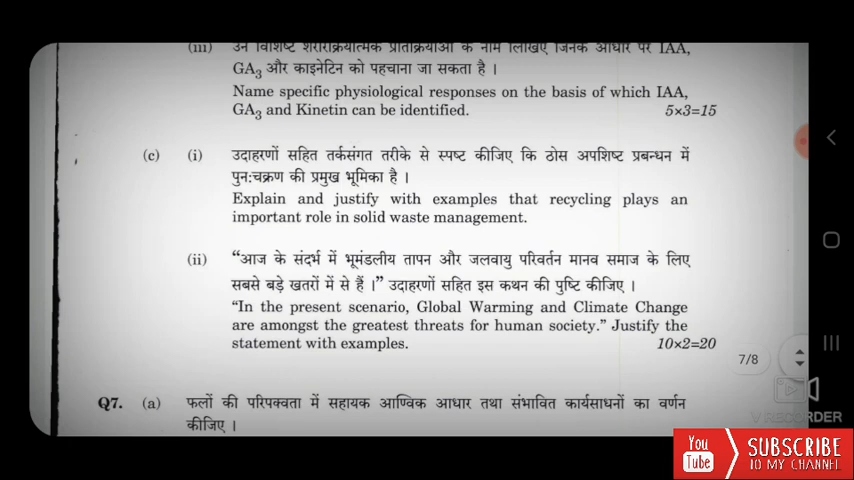 (iii) उन विशिष्ट शरीरक्रियात्मक प्रतिक्रियाओं के नाम लिखिए जिनके आधार पर IAA,
GA₃ और काइनेटिन को पहचाना जा सकता है ।
Name specific physiological responses on the basis of which IAA,
GA₃ and Kinetin can be identified. 5×3=15
(c) (i) उदाहरणों सहित तर्कसंगत तरीके से स्पष्ट कीजिए कि ठोस अपशिष्ट प्रबन्धन में
पुन:चक्रण की प्रमुख भूमिका है ।
Explain and justify with examples that recycling plays an
important role in solid waste management.
(ii) “आज के संदर्भ में भूमंडलीय तापन और जलवायु परिवर्तन मानव समाज के लिए
सबसे बड़े खतरों में से हैं ।” उदाहरणों सहित इस कथन की पुष्टि कीजिए ।
“In the present scenario, Global Warming and Climate Change
are amongst the greatest threats for human society.” Justify the
statement with examples. 10×2=20
7/8
Q7. (a) फलों की परिपक्वता में सहायक आण्विक आधार तथा संभावित कार्यसाधनों का वर्णन
कीजिए ।
V RECORDER
You Tube SUBSCRIBE
TO MY CHANNEL